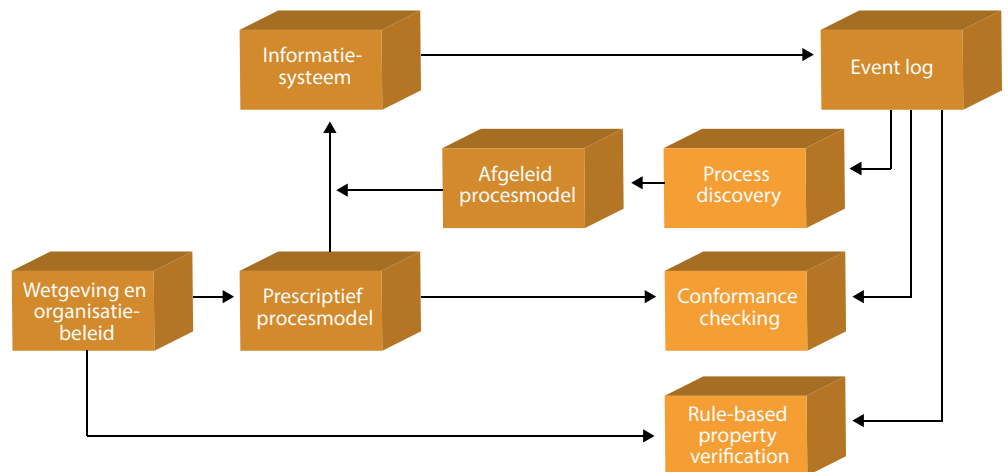 Informatie-
systeem
Event log
Afgeleid
procesmodel
Process
discovery
Wetgeving en
organisatie-
beleid
Prescriptief
procesmodel
Conformance
checking
Rule-based
property
verification